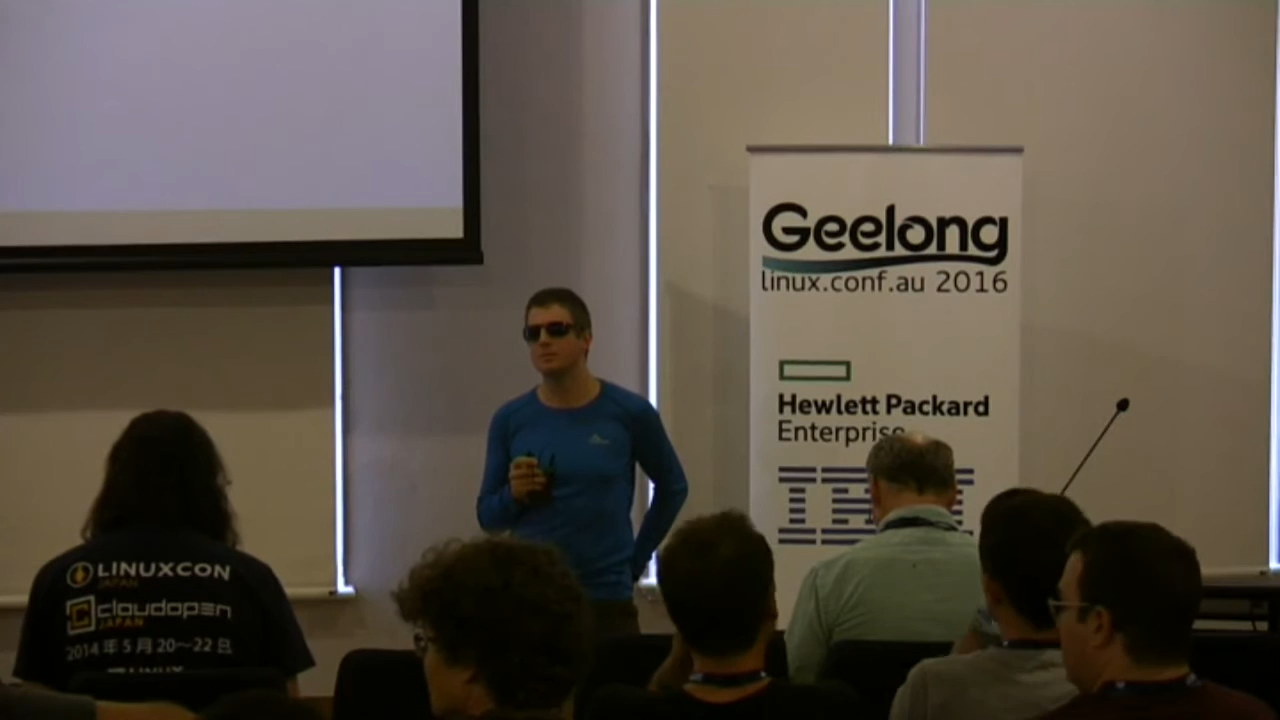 Geelong
linux.conf.au 2016
Hewlett Packard
Enterprise
IBM
LINUXCON
JAPAN
cloudopen
JAPAN
2014年5月20～22日
LINUX